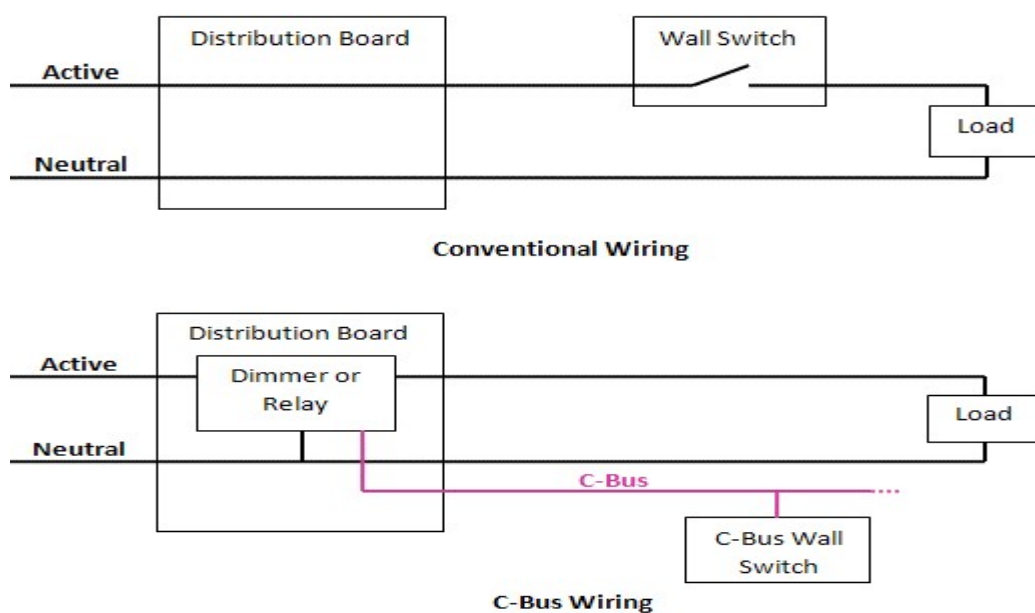 Distribution Board
Wall Switch
Active
Load
Neutral
Conventional Wiring
Distribution Board
Active
Dimmer or
Relay
Load
Neutral
C-Bus
C-Bus Wall
Switch
C-Bus Wiring